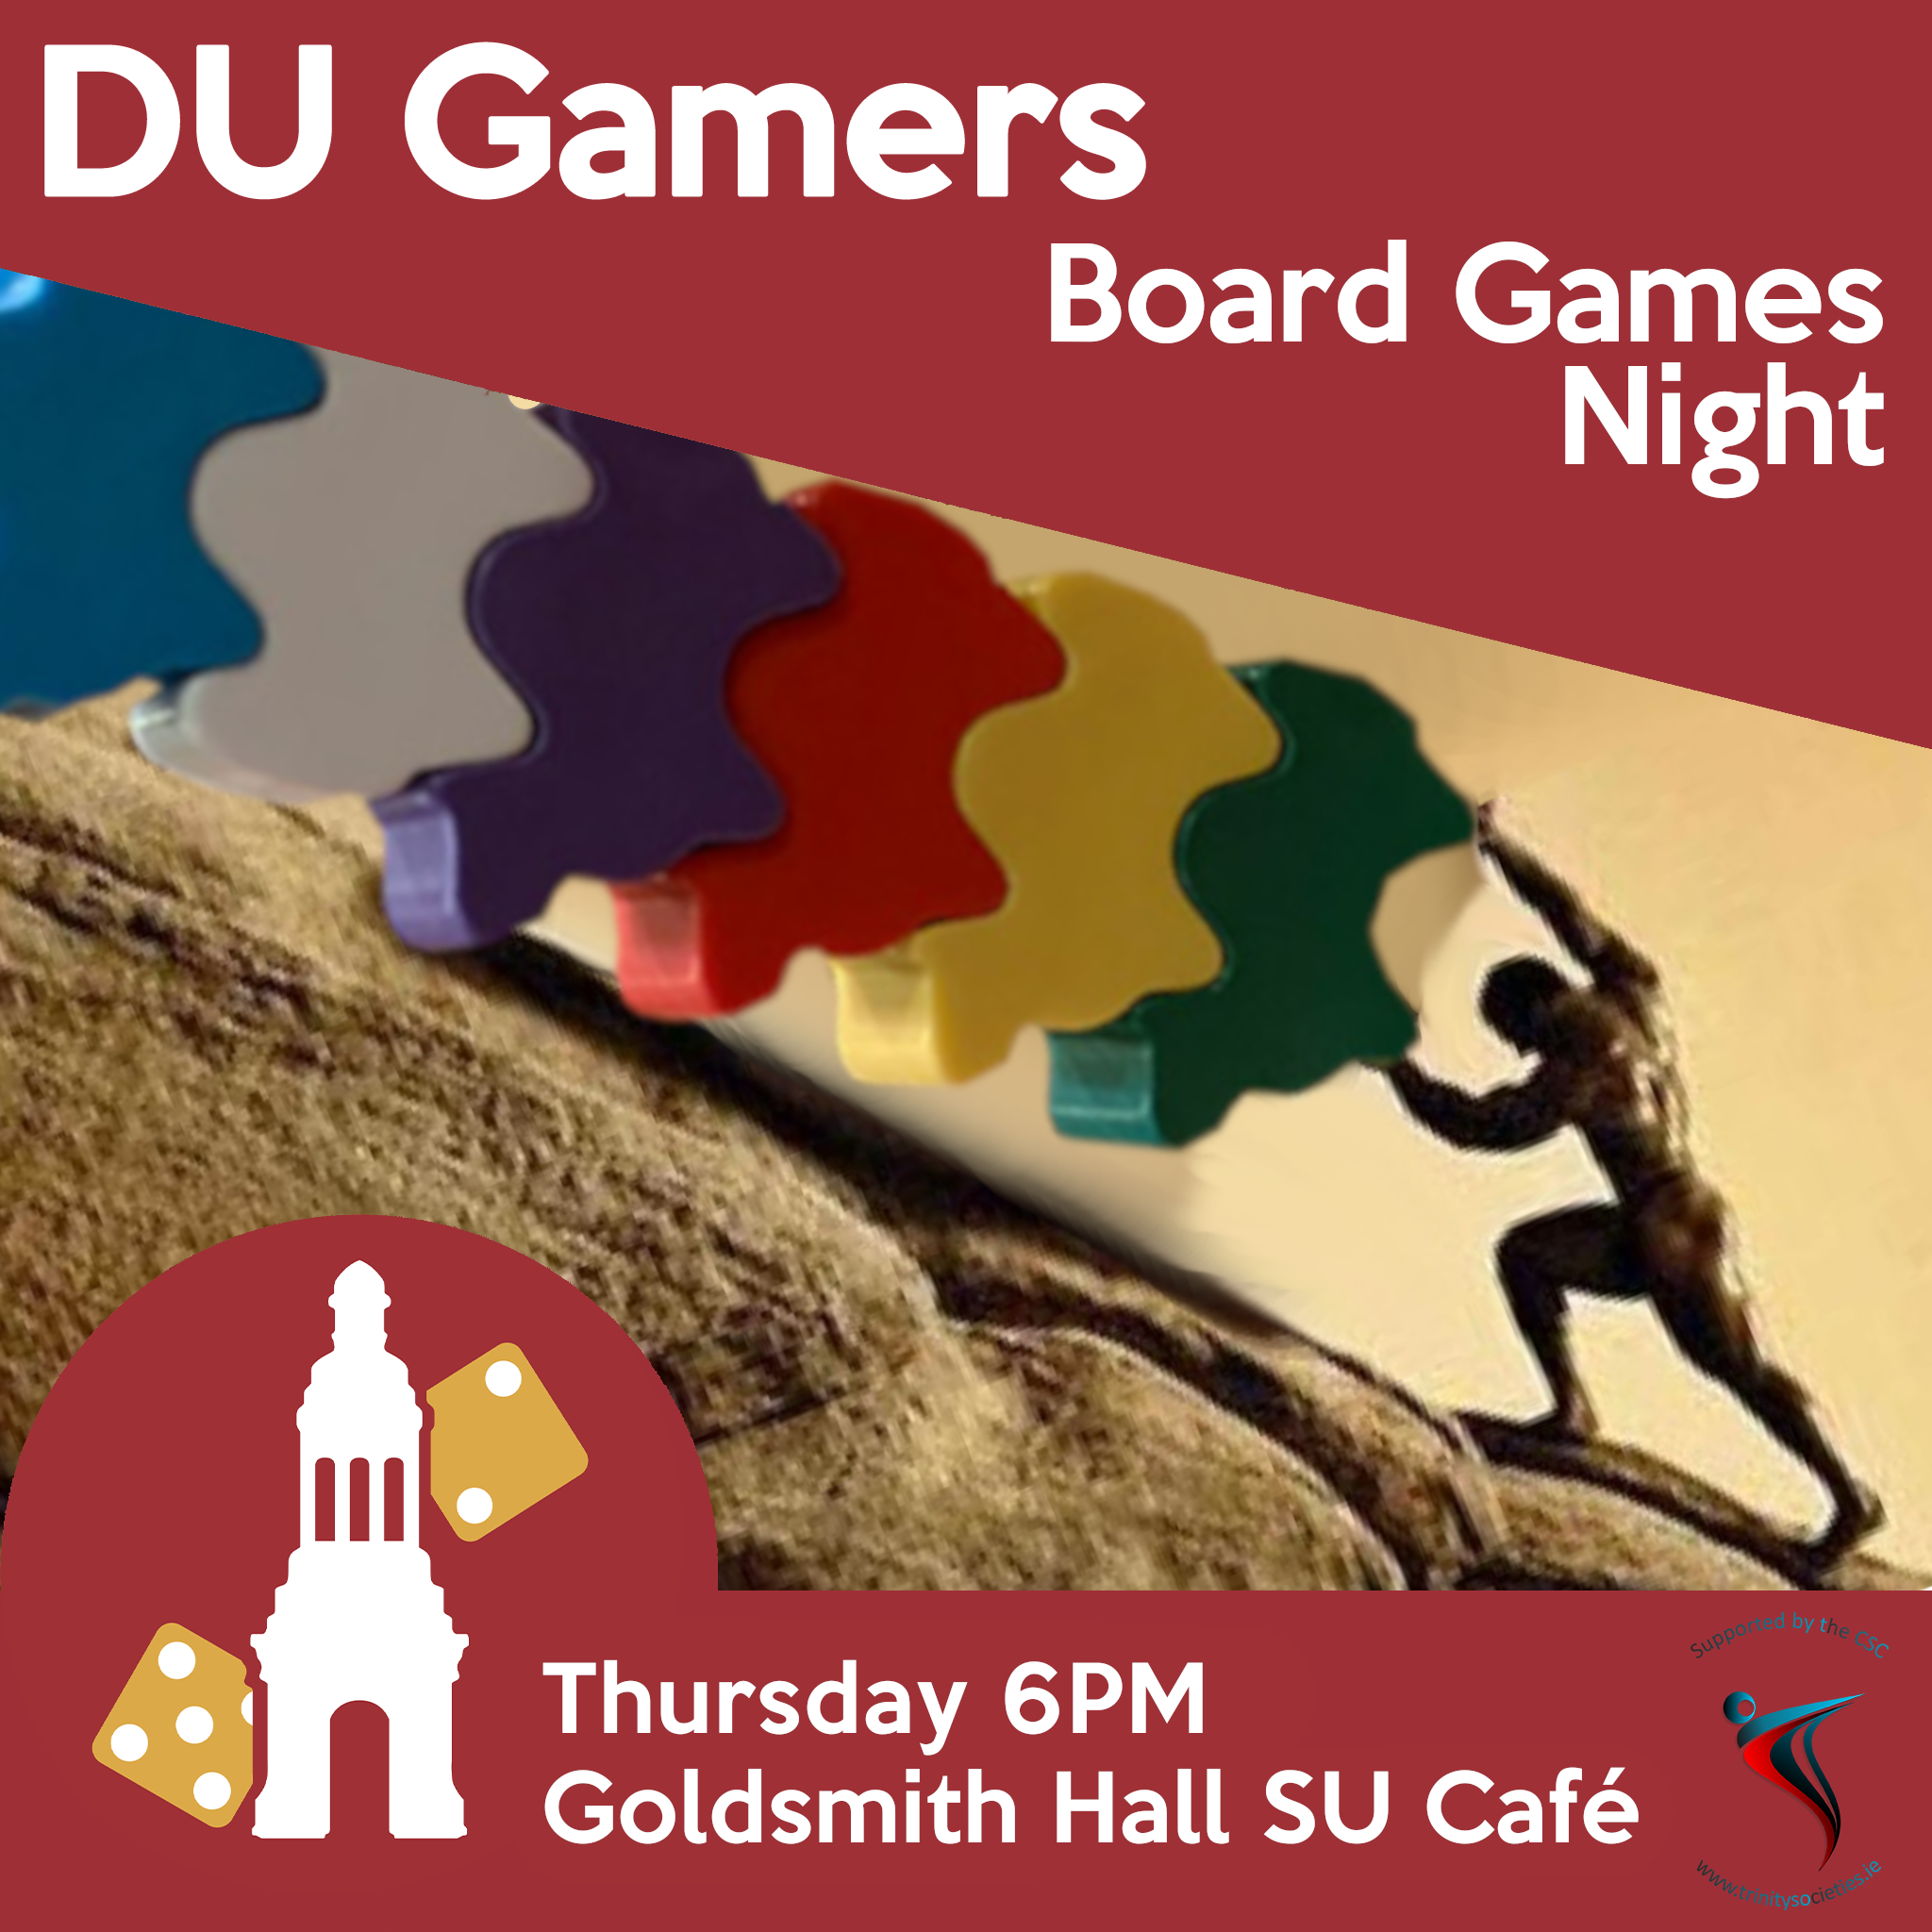 DU Gamers
Board Games
Night
Thursday 6PM
Goldsmith Hall SU Café
Supported by the CSC
www.trinitysocieties.ie